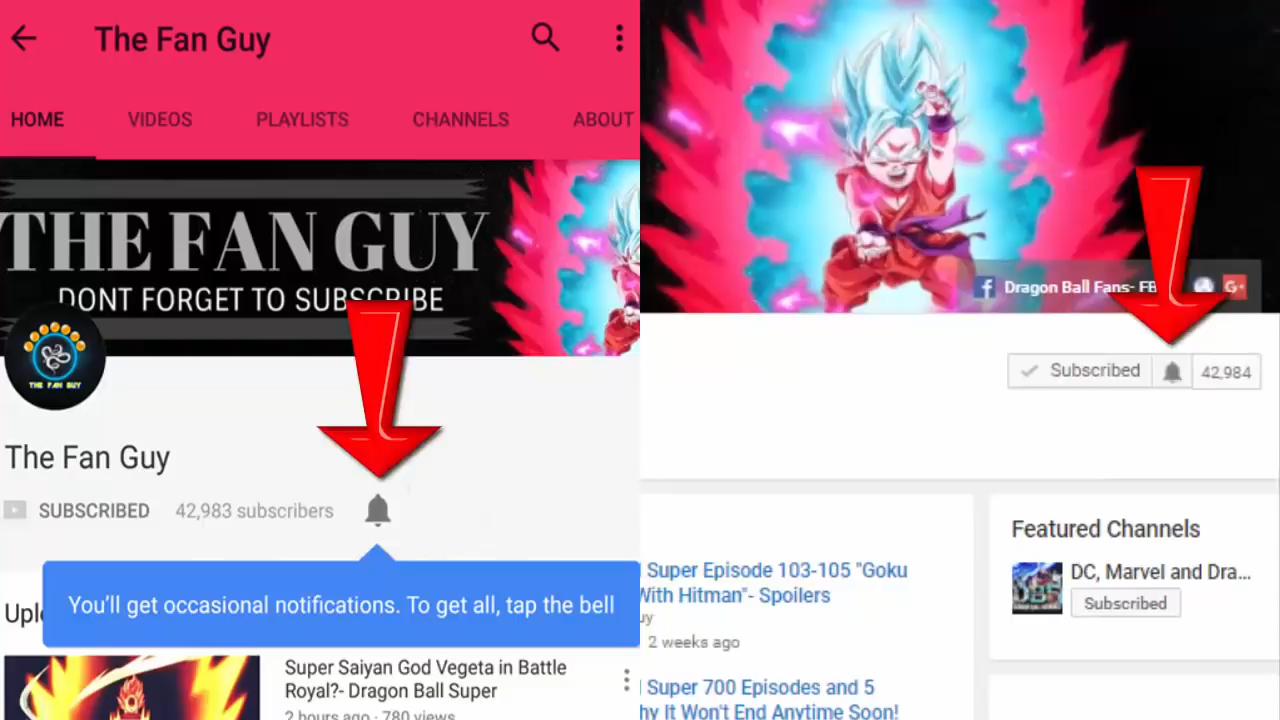 The Fan Guy
HOME VIDEOS PLAYLISTS CHANNELS ABOUT
THE FAN GUY
DONT FORGET TO SUBSCRIBE
THE FAN GUY
The Fan Guy
SUBSCRIBED 42,983 subscribers
You'll get occasional notifications. To get all, tap the bell
Super Saiyan God Vegeta in Battle
Royal?- Dragon Ball Super
2 hours ago · 780 views
Dragon Ball Fans- FB
G+
Subscribed 42,984
Super Episode 103-105 "Goku
With Hitman"- Spoilers
2 weeks ago
Super 700 Episodes and 5
Why It Won't End Anytime Soon!
Featured Channels
DC, Marvel and Dra...
Subscribed